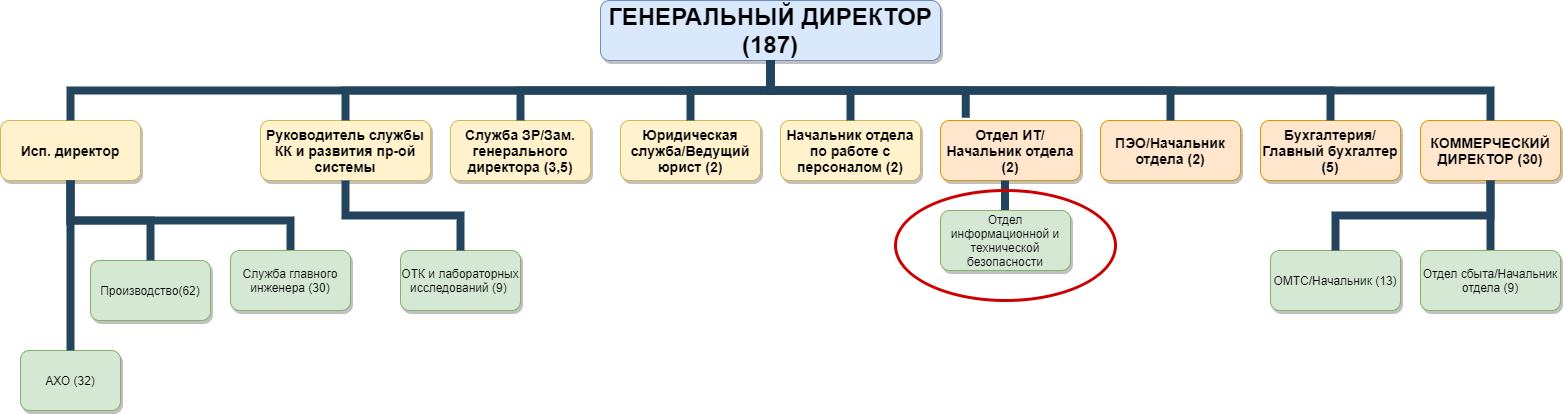 ГЕНЕРАЛЬНЫЙ ДИРЕКТОР
(187)
Исп. директор
Руководитель службы
КК и развития пр-ой
системы
Служба ЗР/Зам.
генерального
директора (3,5)
Юридическая
служба/Ведущий
юрист (2)
Начальник отдела
по работе с
персоналом (2)
Отдел ИТ/
Начальник отдела
(2)
ПЭО/Начальник
отдела (2)
Бухгалтерия/
Главный бухгалтер
(5)
КОММЕРЧЕСКИЙ
ДИРЕКТОР (30)
Производство(62)
Служба главного
инженера (30)
ОТК и лабораторных
исследований (9)
Отдел
информационной и
технической
безопасности
ОМТС/Начальник (13)
Отдел сбыта/Начальник
отдела (9)
АХО (32)